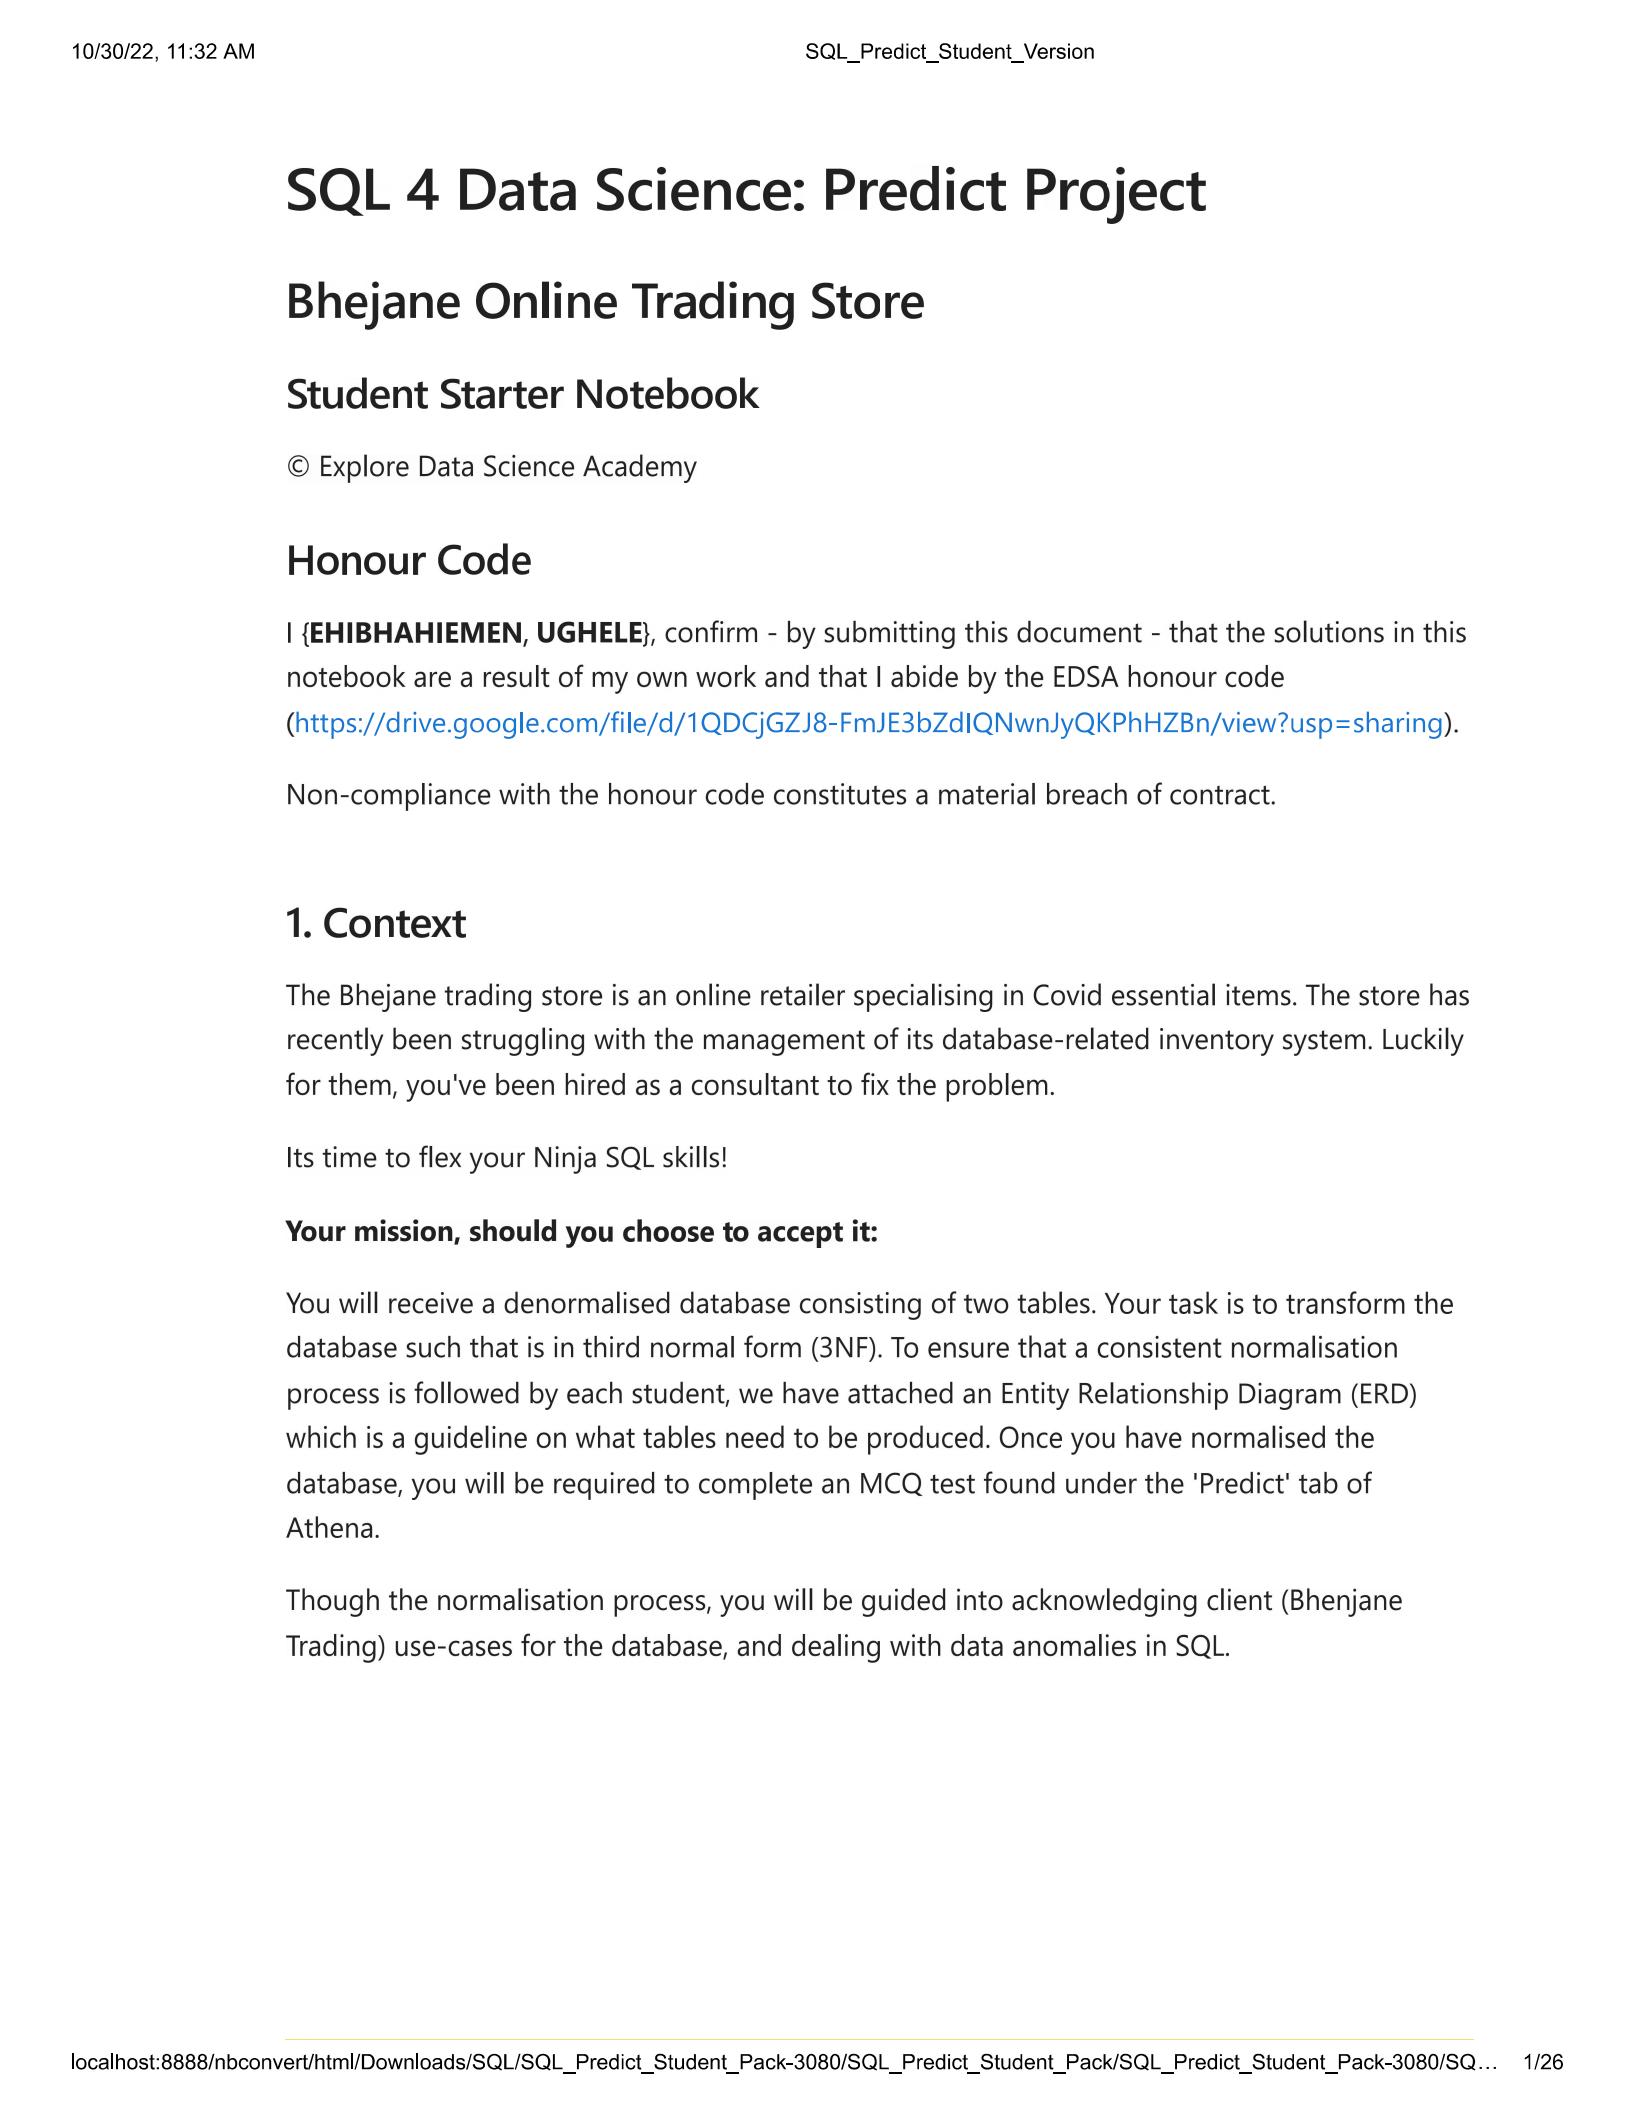 10/30/22, 11:32 AM
SQL_Predict_Student_Version
SQL 4 Data Science: Predict Project
Bhejane Online Trading Store
Student Starter Notebook
© Explore Data Science Academy
Honour Code
I {EHIBHAHIEMEN, UGHELE}, confirm - by submitting this document - that the solutions in this
notebook are a result of my own work and that I abide by the EDSA honour code
(https://drive.google.com/file/d/1QDCjGZJ8-FmJE3bZdIQNwnJyQKPhHZBn/view?usp=sharing).
Non-compliance with the honour code constitutes a material breach of contract.
1. Context
The Bhejane trading store is an online retailer specialising in Covid essential items. The store has
recently been struggling with the management of its database-related inventory system. Luckily
for them, you've been hired as a consultant to fix the problem.
Its time to flex your Ninja SQL skills!
Your mission, should you choose to accept it:
You will receive a denormalised database consisting of two tables. Your task is to transform the
database such that is in third normal form (3NF). To ensure that a consistent normalisation
process is followed by each student, we have attached an Entity Relationship Diagram (ERD)
which is a guideline on what tables need to be produced. Once you have normalised the
database, you will be required to complete an MCQ test found under the 'Predict' tab of
Athena.
Though the normalisation process, you will be guided into acknowledging client (Bhenjane
Trading) use-cases for the database, and dealing with data anomalies in SQL.
localhost:8888/nbconvert/html/Downloads/SQL/SQL_Predict_Student_Pack-3080/SQL_Predict_Student_Pack/SQL_Predict_Student_Pack-3080/SQ… 1/26